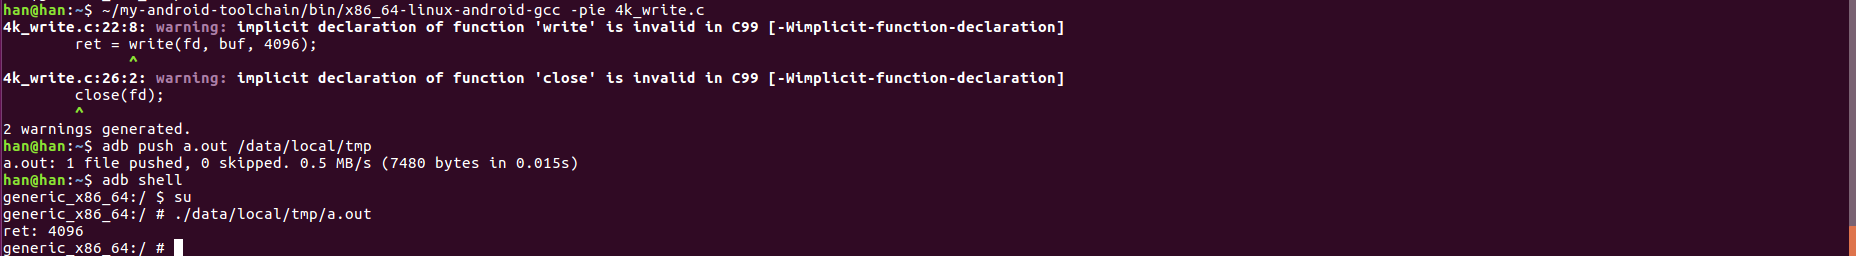 han@han:~$ ~/my-android-toolchain/bin/x86_64-linux-android-gcc -pie 4k_write.c
4k_write.c:22:8: warning: implicit declaration of function 'write' is invalid in C99 [-Wimplicit-function-declaration]
        ret = write(fd, buf, 4096);
              ^
4k_write.c:26:2: warning: implicit declaration of function 'close' is invalid in C99 [-Wimplicit-function-declaration]
        close(fd);
        ^
2 warnings generated.
han@han:~$ adb push a.out /data/local/tmp
a.out: 1 file pushed, 0 skipped. 0.5 MB/s (7480 bytes in 0.015s)
han@han:~$ adb shell
generic_x86_64:/ $ su
generic_x86_64:/ # ./data/local/tmp/a.out
ret: 4096
generic_x86_64:/ #